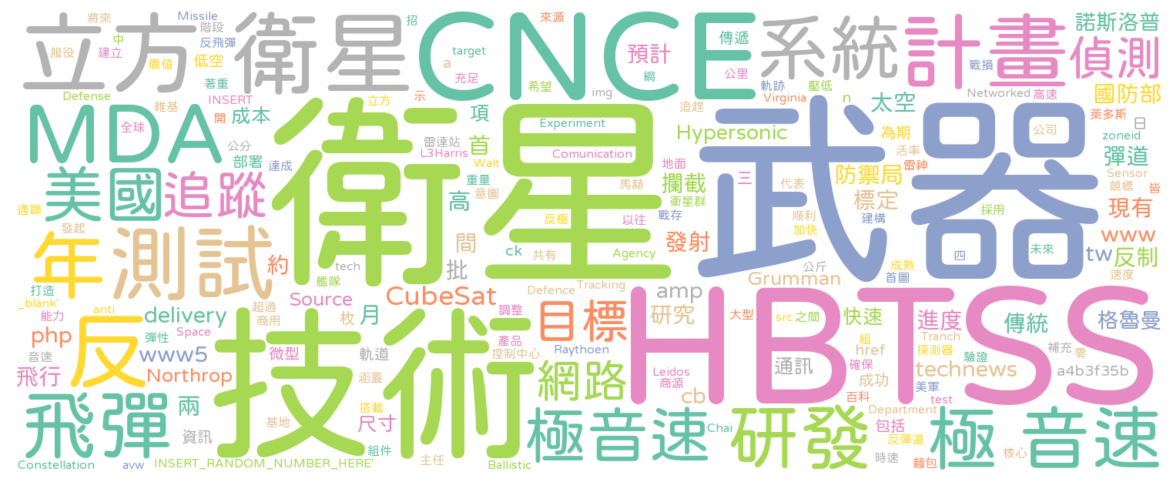 立方衛星 CNCE 系統 計畫 偵測
諾斯洛普
將來 Missile
階段
中 反飛彈
服役 建立 低空
價值
著重
招 target 來源
a
充足 希望 網 img
預計 傳遞
公里
軌跡 壓低
戰損
Defense 維基 INSERT
開
MDA 全球 成本 項 示
公分 部署
雷達站
L3Harris
Experiment
Comunication
Walt
首
Hypersonic
追趕 Virginia n 太空
Networked 高速
國防部
萊多斯
日
zoneid
彈道
公司
為期
活率 雷神
美國 追蹤 衛星 武器
達成 重量 意圖
高
馬赫
地面
攔截
衛星群
戰存
三
代表
防禦局
標定
Sensor
競標 皆
現有
通聯
發起
立方
反極 以往
順利
加快
建構 採用
www
年 測試 約 間 批 ck 共有 Agency 發射 公斤 四 未來 tw 反制
打造 艦隊 tech
Defence Tracking
Grumman
成熟
首圖
速度
_blank'
能力
anti
超過
商用
Source
枚
CubeSat
amp
delivery 月 調整
產品
目標 研究
大型
src 之間 快速 進度 傳統 格魯曼
反 技術 HBTSS
php
彈性
Space
www5
音速
微型 軌道
控制中心
Raythoen
Leidos
商源
通訊
組
href
探測器
Tranch
驗證
補充 零
飛行 Northrop 涵蓋
網路
cb
確保
成功
百科
美軍
technews
a4b3f35b
飛彈 兩 搭載
尺寸
極音速 Chai 研發 Department
test
包括
反彈道
極 音速
資訊 基地
組件
主任
時速
麵包
核心
Constellation avw INSERT_RANDOM_NUMBER_HERE' Ballistic